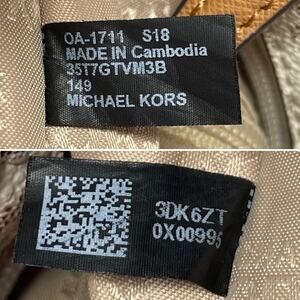 OA-1711 S18
MADE IN Cambodia
35T7GTVM3B
149
MICHAEL KORS
3DK6ZT
0X00995